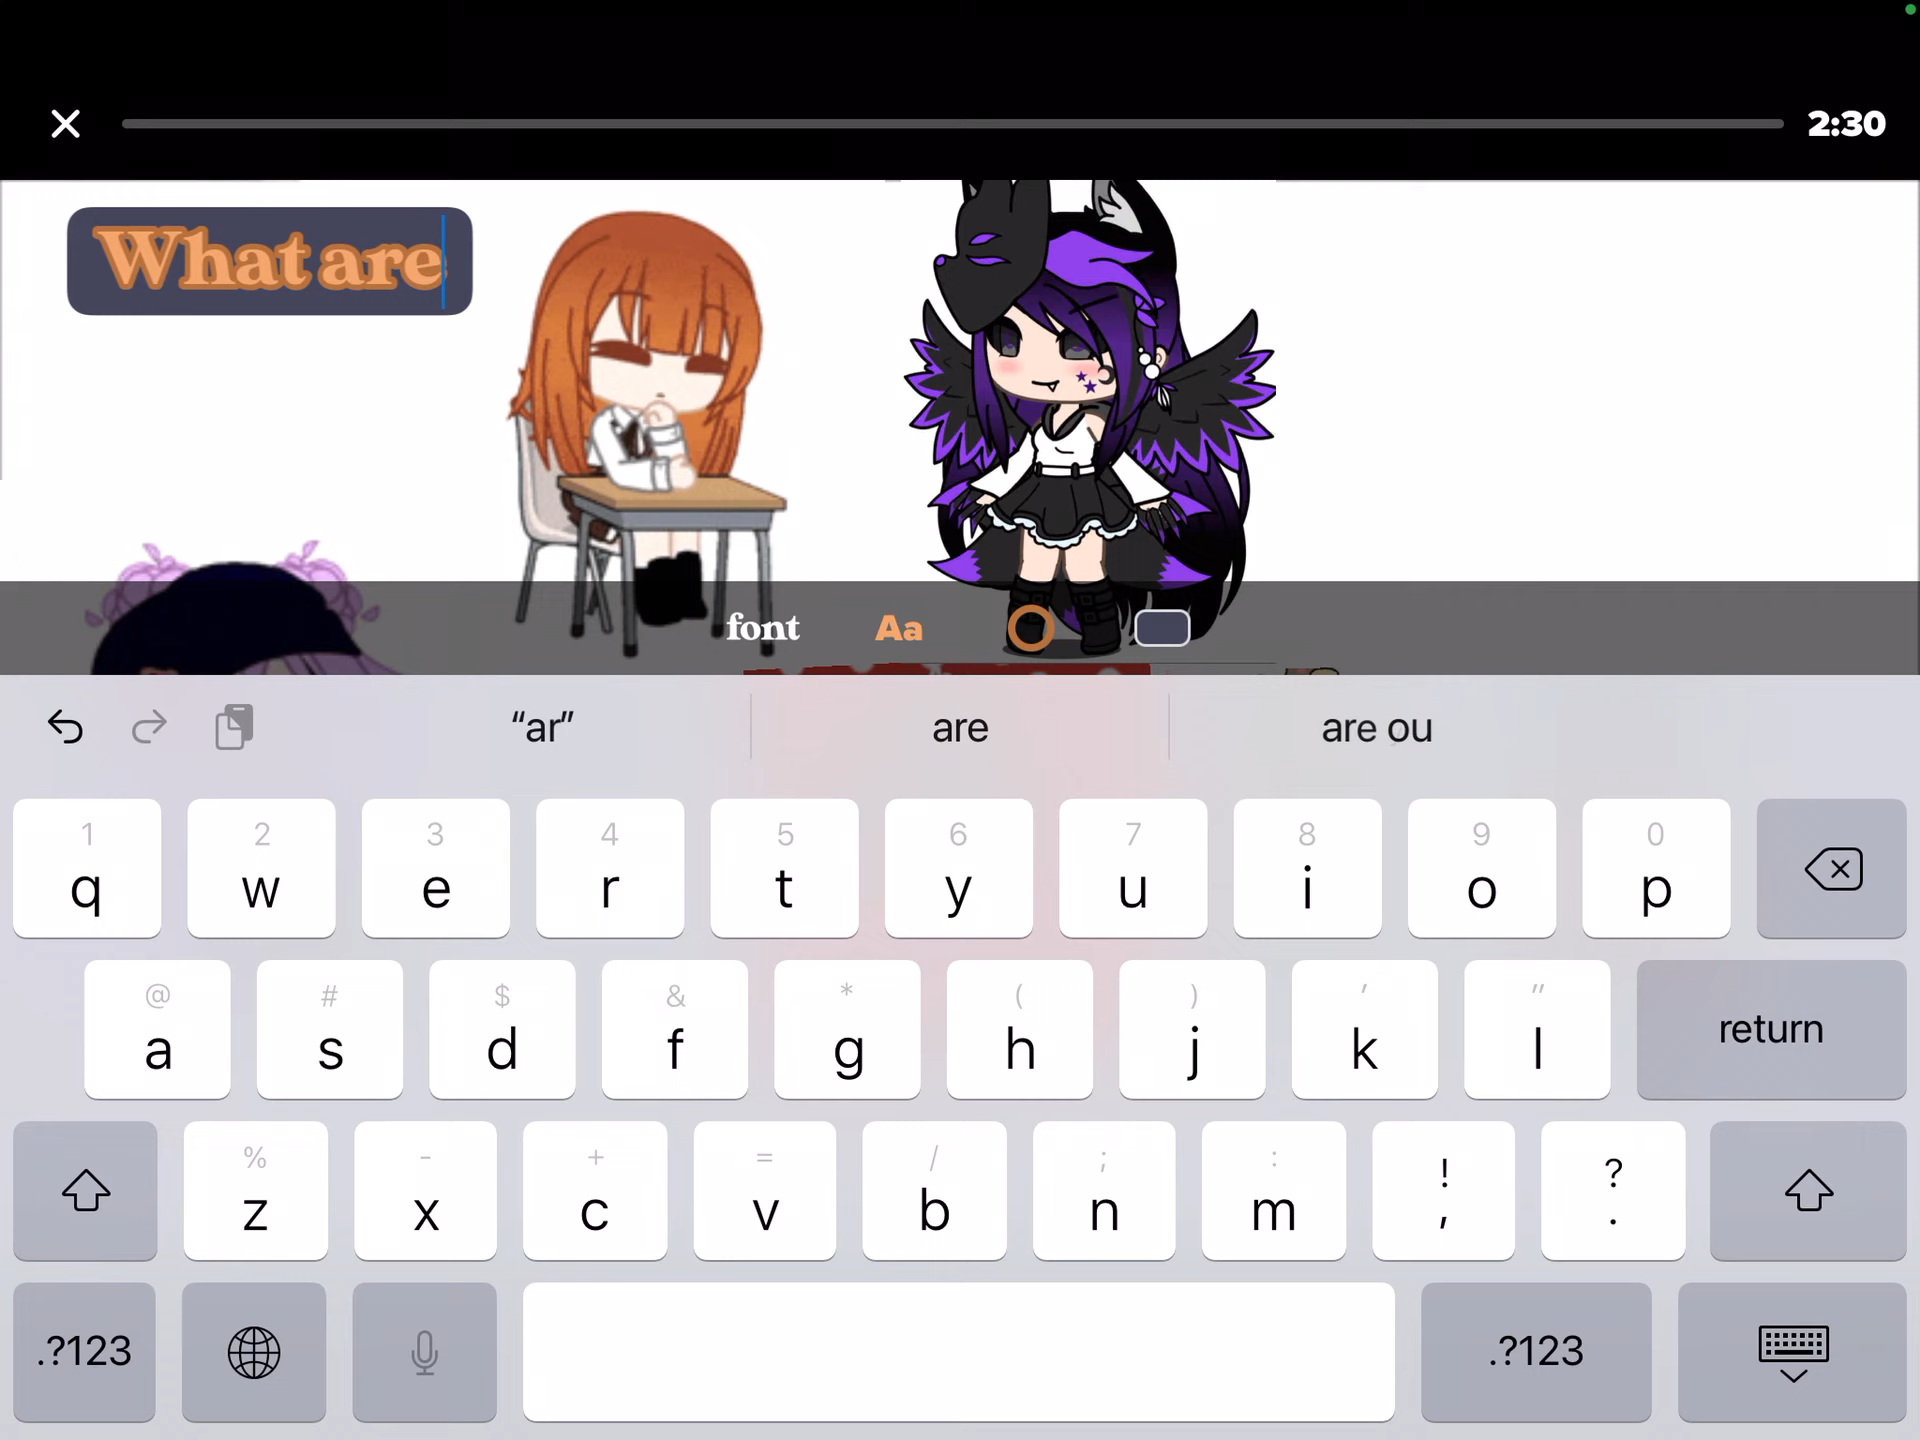 2:30
What are
font Aa
“ar” are are ou
1 2 3 4 5 6 7 8 9 0
q w e r t y u i o p
@ # $ & * ( ) ' "
a s d f g h j k l return
% - + = / ; : ! ?
z x c v b n m , .
.?123 .?123